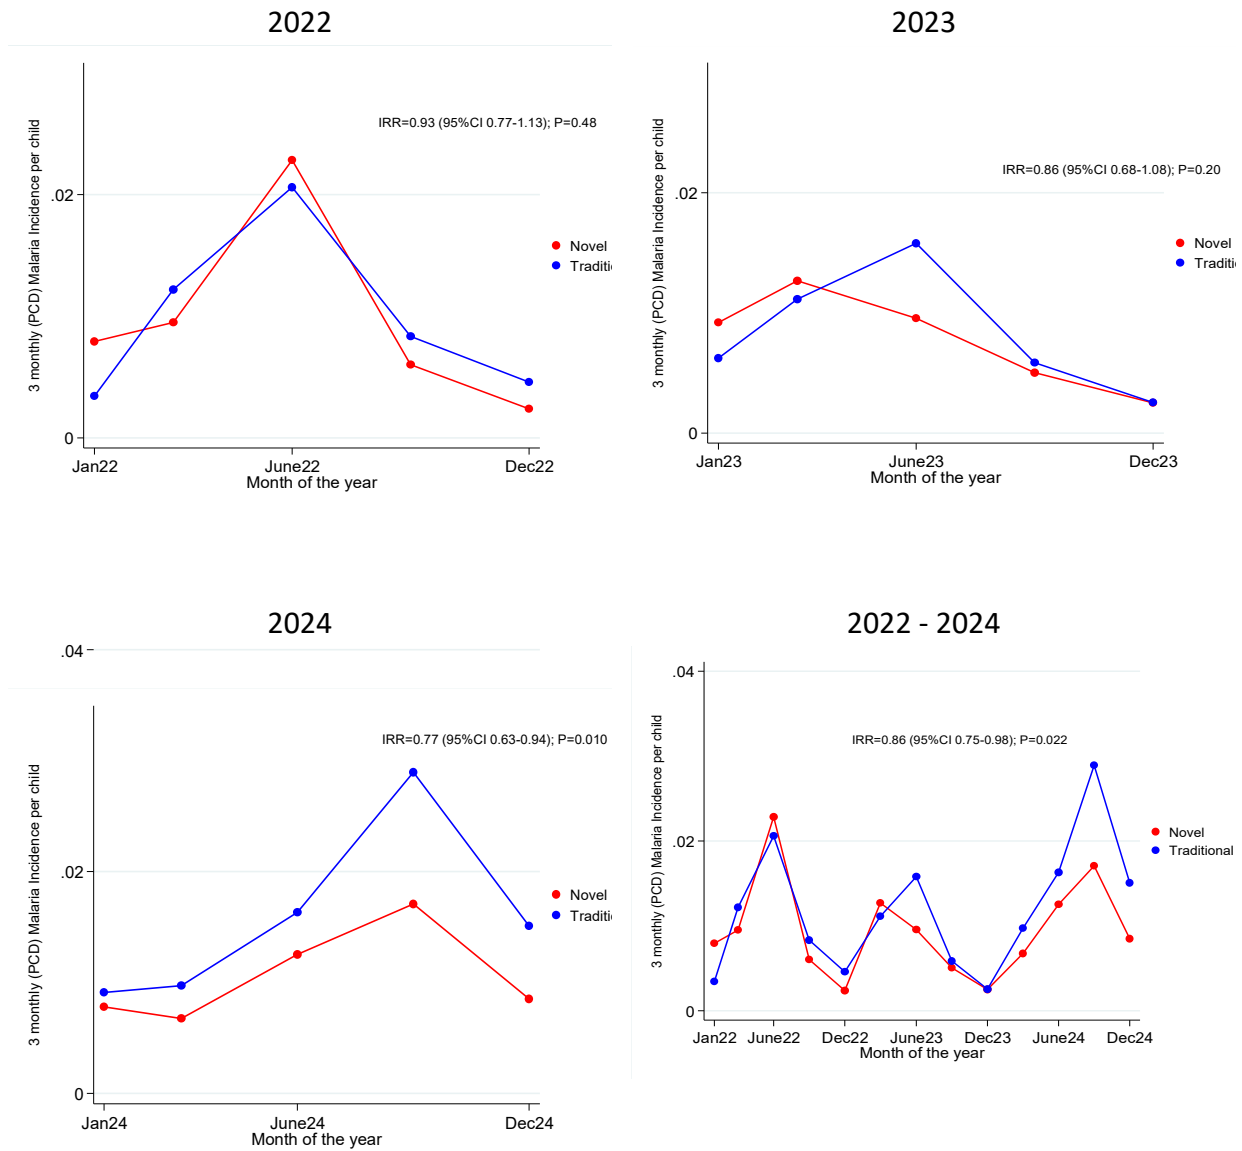 2022
3 monthly (PCD) Malaria Incidence per child
IRR=0.93 (95%CI 0.77-1.13); P=0.48
.02
0
Novel
Traditi
Jan22 June22 Dec22
Month of the year
2023
3 monthly (PCD) Malaria Incidence per child
IRR=0.86 (95%CI 0.68-1.08); P=0.20
.02
0
Novel
Traditi
Jan23 June23 Dec23
Month of the year
2024
3 monthly (PCD) Malaria Incidence per child
.04
IRR=0.77 (95%CI 0.63-0.94); P=0.010
.02
0
Novel
Traditi
Jan24 June24 Dec24
Month of the year
2022 - 2024
3 monthly (PCD) Malaria Incidence per child
.04
IRR=0.86 (95%CI 0.75-0.98); P=0.022
.02
0
Novel
Traditional
Jan22 June22 Dec22 June23 Dec23 June24 Dec24
Month of the year